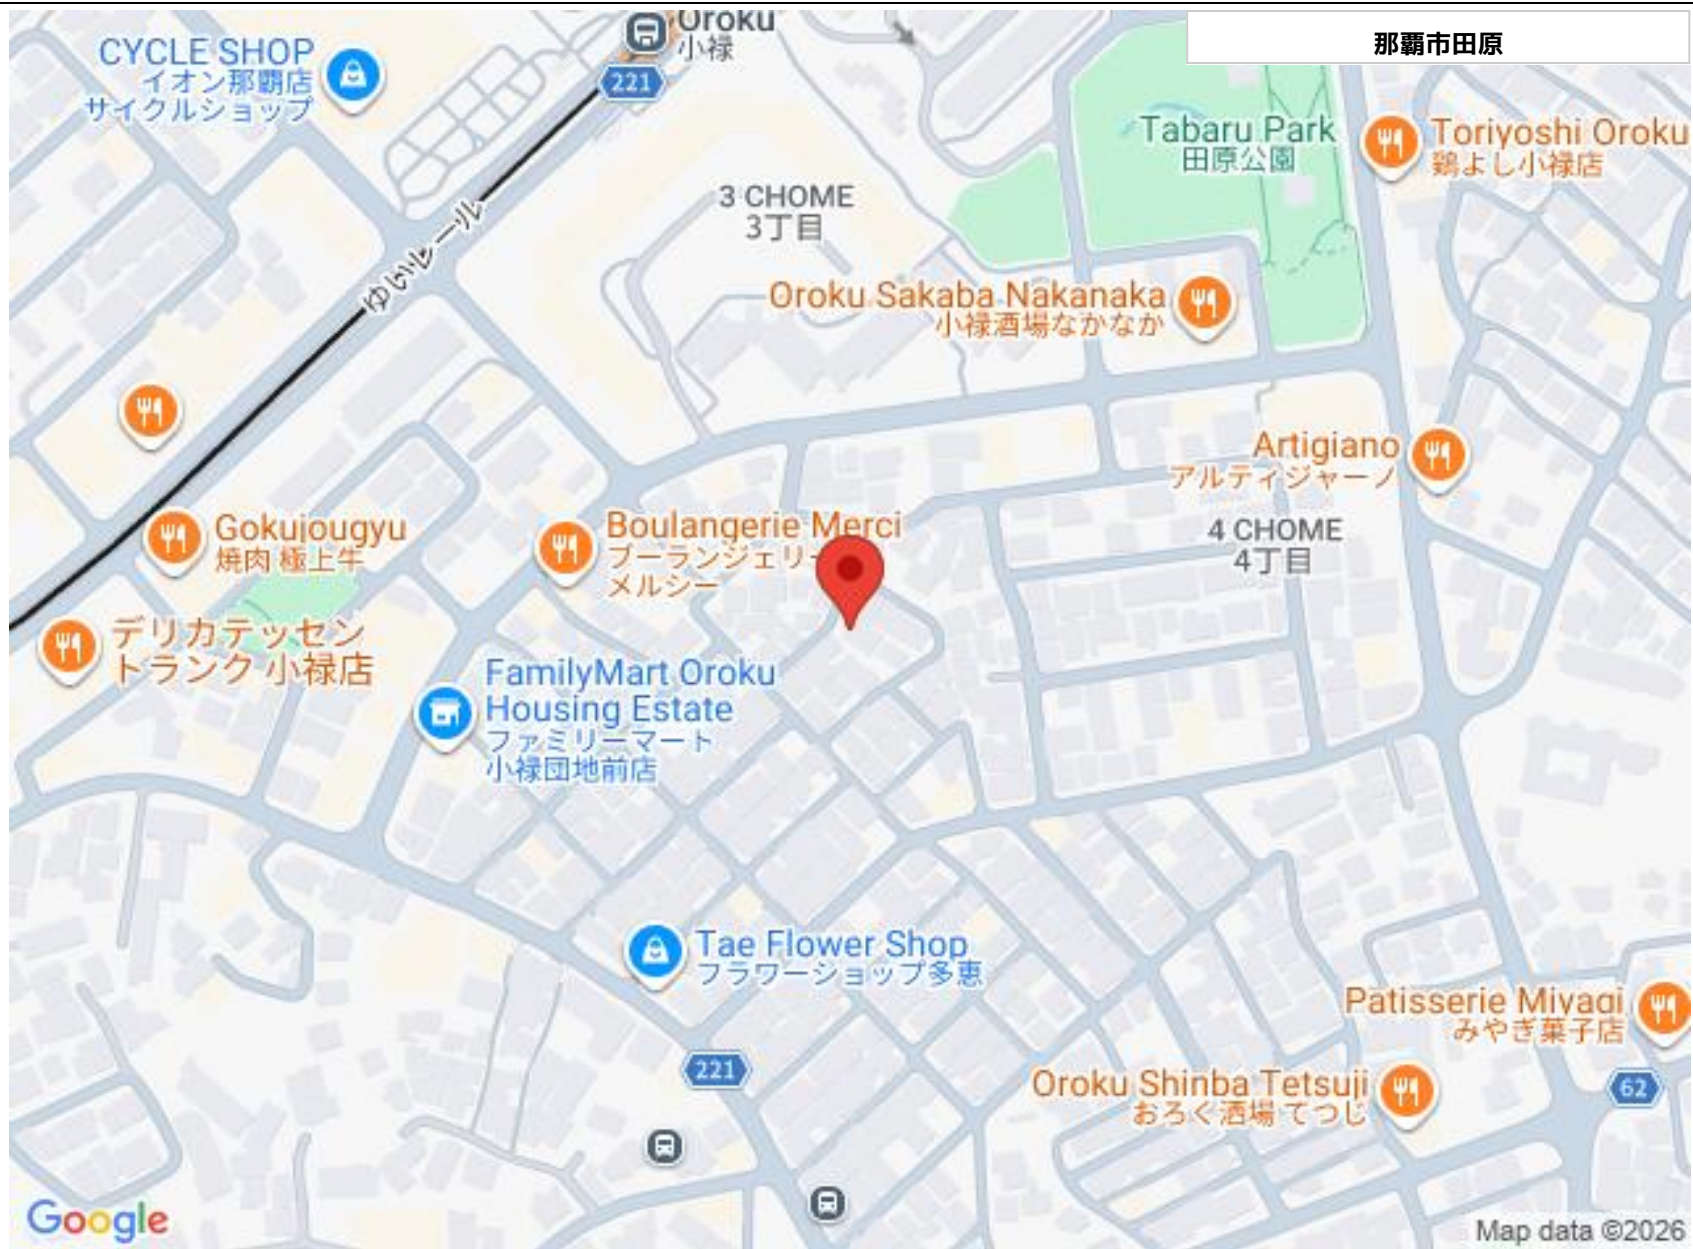 那覇市田原
Oroku
小禄
221
CYCLE SHOP
イオン那覇店
サイクルショップ
Tabaru Park
田原公園
Toriyoshi Oroku
鶏よし小禄店
3 CHOME
3丁目
ゆいレール
Oroku Sakaba Nakanaka
小禄酒場なかなか
Artigiano
アルティジャーノ
Gokujougyu
焼肉 極上牛
Boulangerie Merci
ブーランジェリー
メルシー
4 CHOME
4丁目
デリカテッセン
トランク 小禄店
FamilyMart Oroku
Housing Estate
ファミリーマート
小禄団地前店
Tae Flower Shop
フラワーショップ多恵
Patisserie Miyagi
みやぎ菓子店
221
Oroku Shinba Tetsuji
おろく酒場 てつじ
62
Google
Map data ©2026